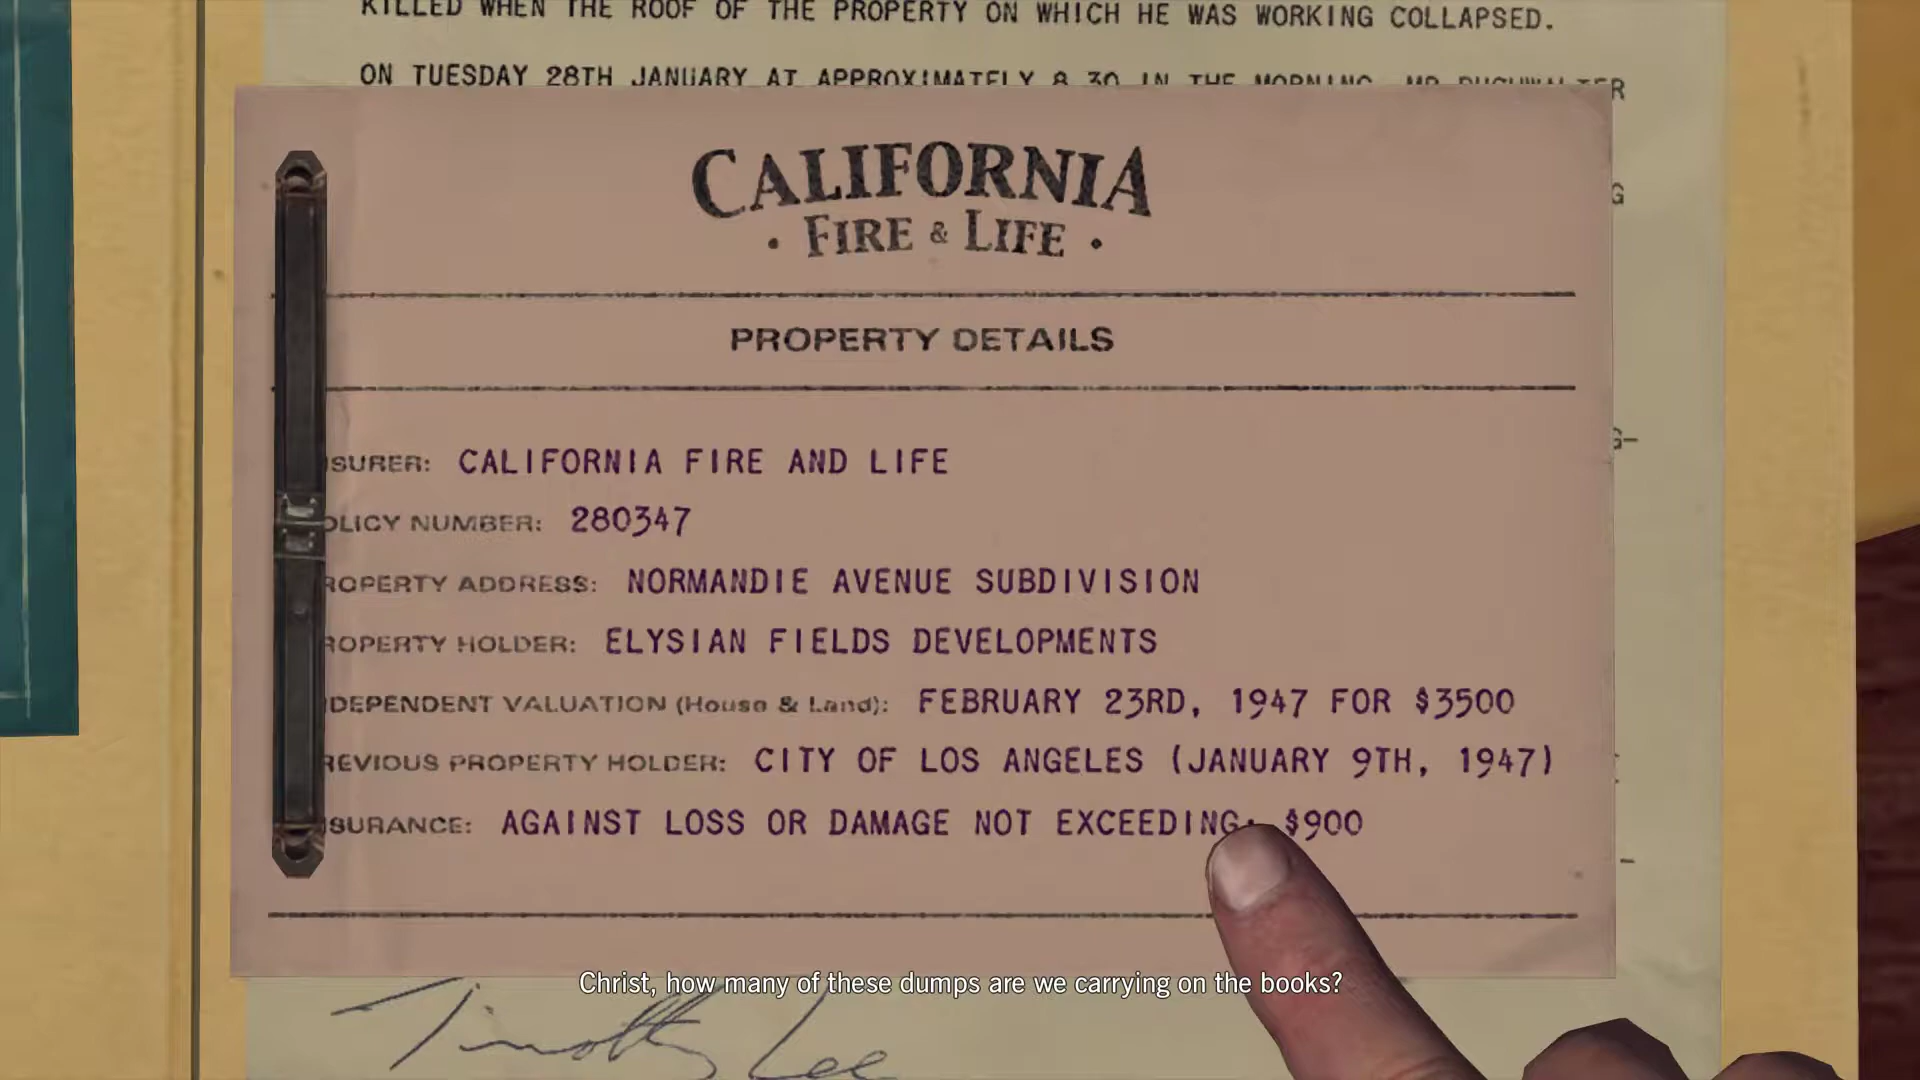 KILLED WHEN THE ROOF OF THE PROPERTY ON WHICH HE WAS WORKING COLLAPSED.
ON TUESDAY 28TH JANUARY AT APPROXIMATELY 8.30 IN THE MORNING, MR
CALIFORNIA
• FIRE & LIFE •
PROPERTY DETAILS
SURER: CALIFORNIA FIRE AND LIFE
OLICY NUMBER: 280347
ROPERTY ADDRESS: NORMANDIE AVENUE SUBDIVISION
ROPERTY HOLDER: ELYSIAN FIELDS DEVELOPMENTS
DEPENDENT VALUATION (House & Land): FEBRUARY 23RD, 1947 FOR $3500
REVIOUS PROPERTY HOLDER: CITY OF LOS ANGELES (JANUARY 9TH, 1947)
SURANCE: AGAINST LOSS OR DAMAGE NOT EXCEEDING: $900
Christ, how many of these dumps are we carrying on the books?
Timothy Lee